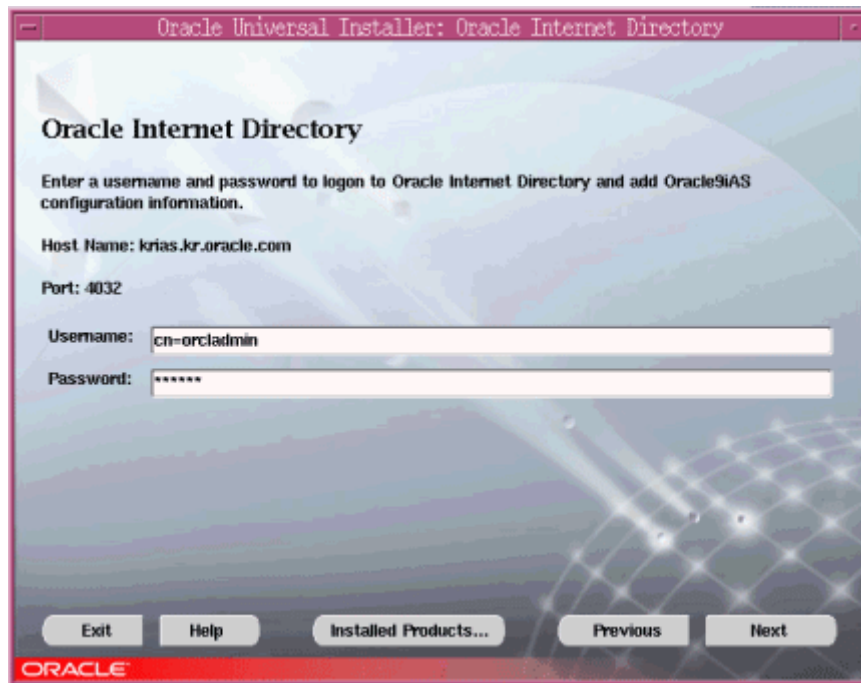 Oracle Universal Installer: Oracle Internet Directory
Oracle Internet Directory
Enter a username and password to logon to Oracle Internet Directory and add Oracle9iAS
configuration information.
Host Name: krias.kr.oracle.com
Port: 4032
Username: cn=orcladmin
Password: ******
Exit Help Installed Products... Previous Next
ORACLE